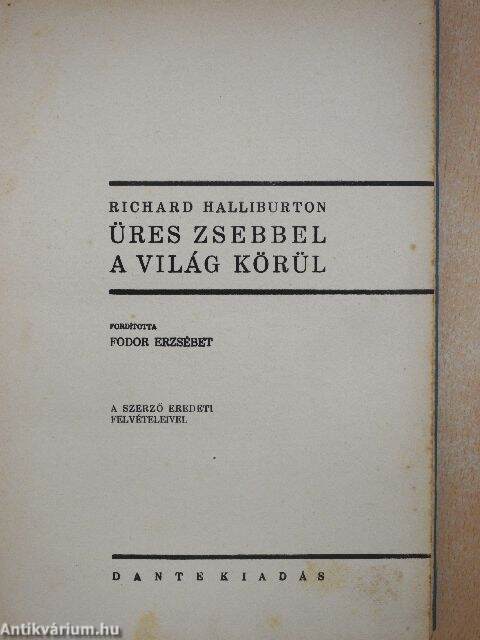 RICHARD HALLIBURTON
ÜRES ZSEBBEL
A VILÁG KÖRÜL
FORDÍTOTTA
FODOR ERZSÉBET
A SZERZŐ EREDETI
FELVÉTELEIVEL
DANTE KIADÁS
Antikvárium.hu